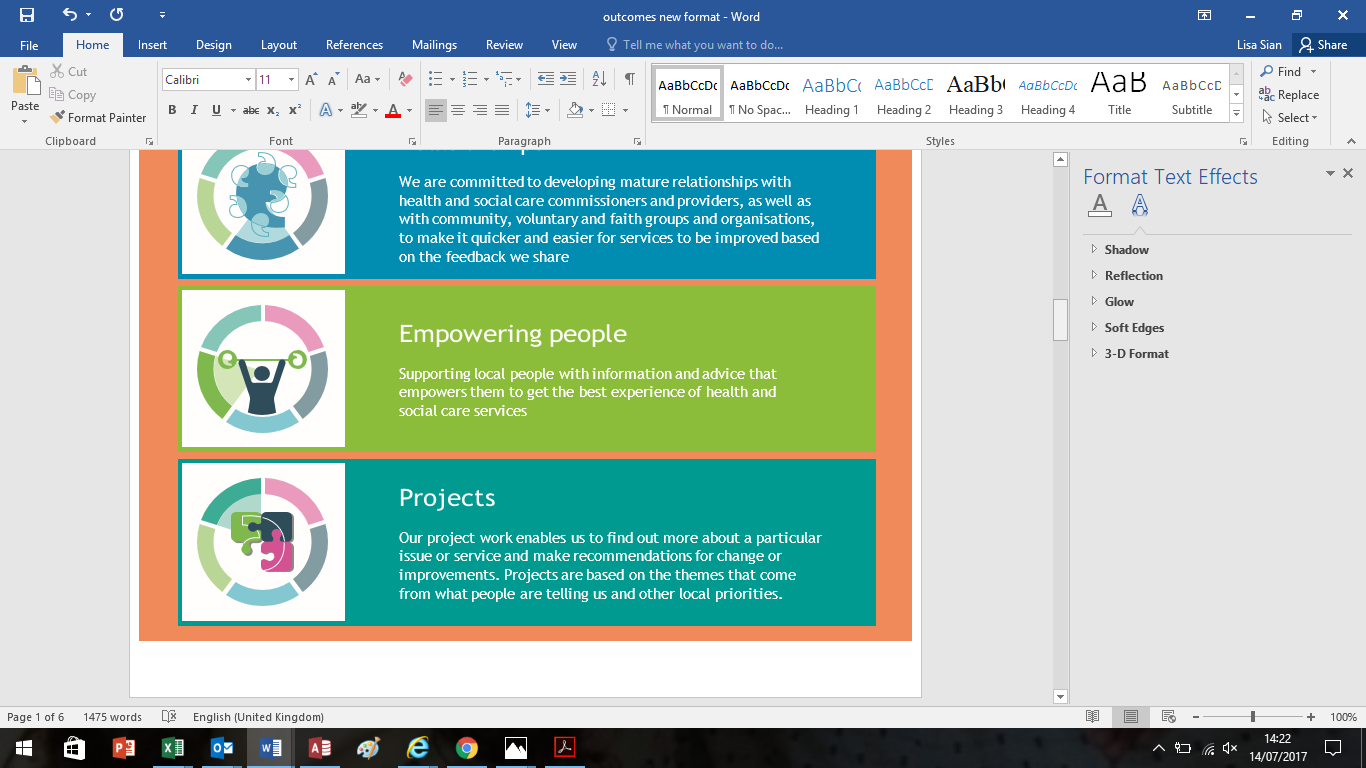 outcomes new format - Word
Lisa Sian
Share
File Home Insert Design Layout References Mailings Review View Tell me what you want to do...
Paste
Cut
Copy
Format Painter
Clipboard
Calibri 11
Font
Paragraph
AaBbCcDc AaBbCcDc AaBbCc AaBbCcD AaBb( AaBbCcDc AaB AaBbCcD
¶ Normal ¶ No Spac... Heading 1 Heading 2 Heading 3 Heading 4 Title Subtitle
Styles
Find
Replace
Select
Editing
We are committed to developing mature relationships with
health and social care commissioners and providers, as well as
with community, voluntary and faith groups and organisations,
to make it quicker and easier for services to be improved based
on the feedback we share
Empowering people
Supporting local people with information and advice that
empowers them to get the best experience of health and
social care services
Projects
Our project work enables us to find out more about a particular
issue or service and make recommendations for change or
improvements. Projects are based on the themes that come
from what people are telling us and other local priorities.
Format Text Effects
Shadow
Reflection
Glow
Soft Edges
3-D Format
Page 1 of 6 1475 words English (United Kingdom)
100%
14:22
14/07/2017